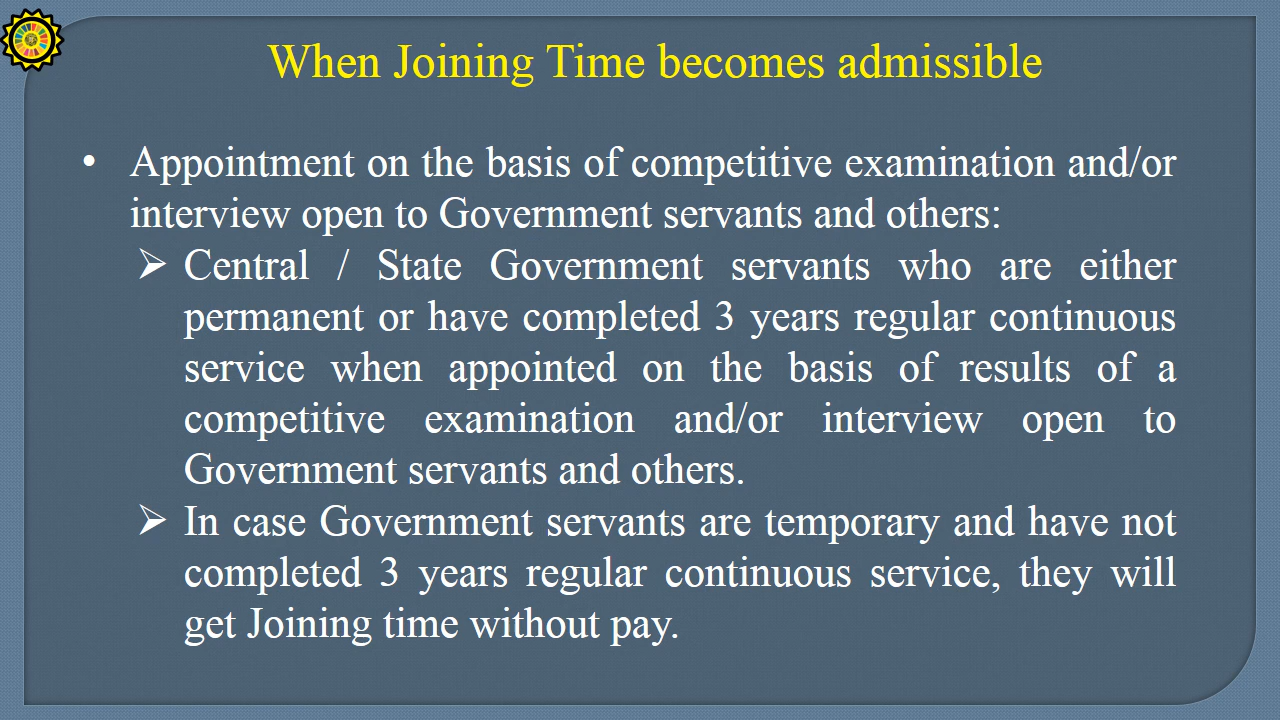 When Joining Time becomes admissible
• Appointment on the basis of competitive examination and/or
interview open to Government servants and others:
➢ Central / State Government servants who are either
permanent or have completed 3 years regular continuous
service when appointed on the basis of results of a
competitive examination and/or interview open to
Government servants and others.
➢ In case Government servants are temporary and have not
completed 3 years regular continuous service, they will
get Joining time without pay.